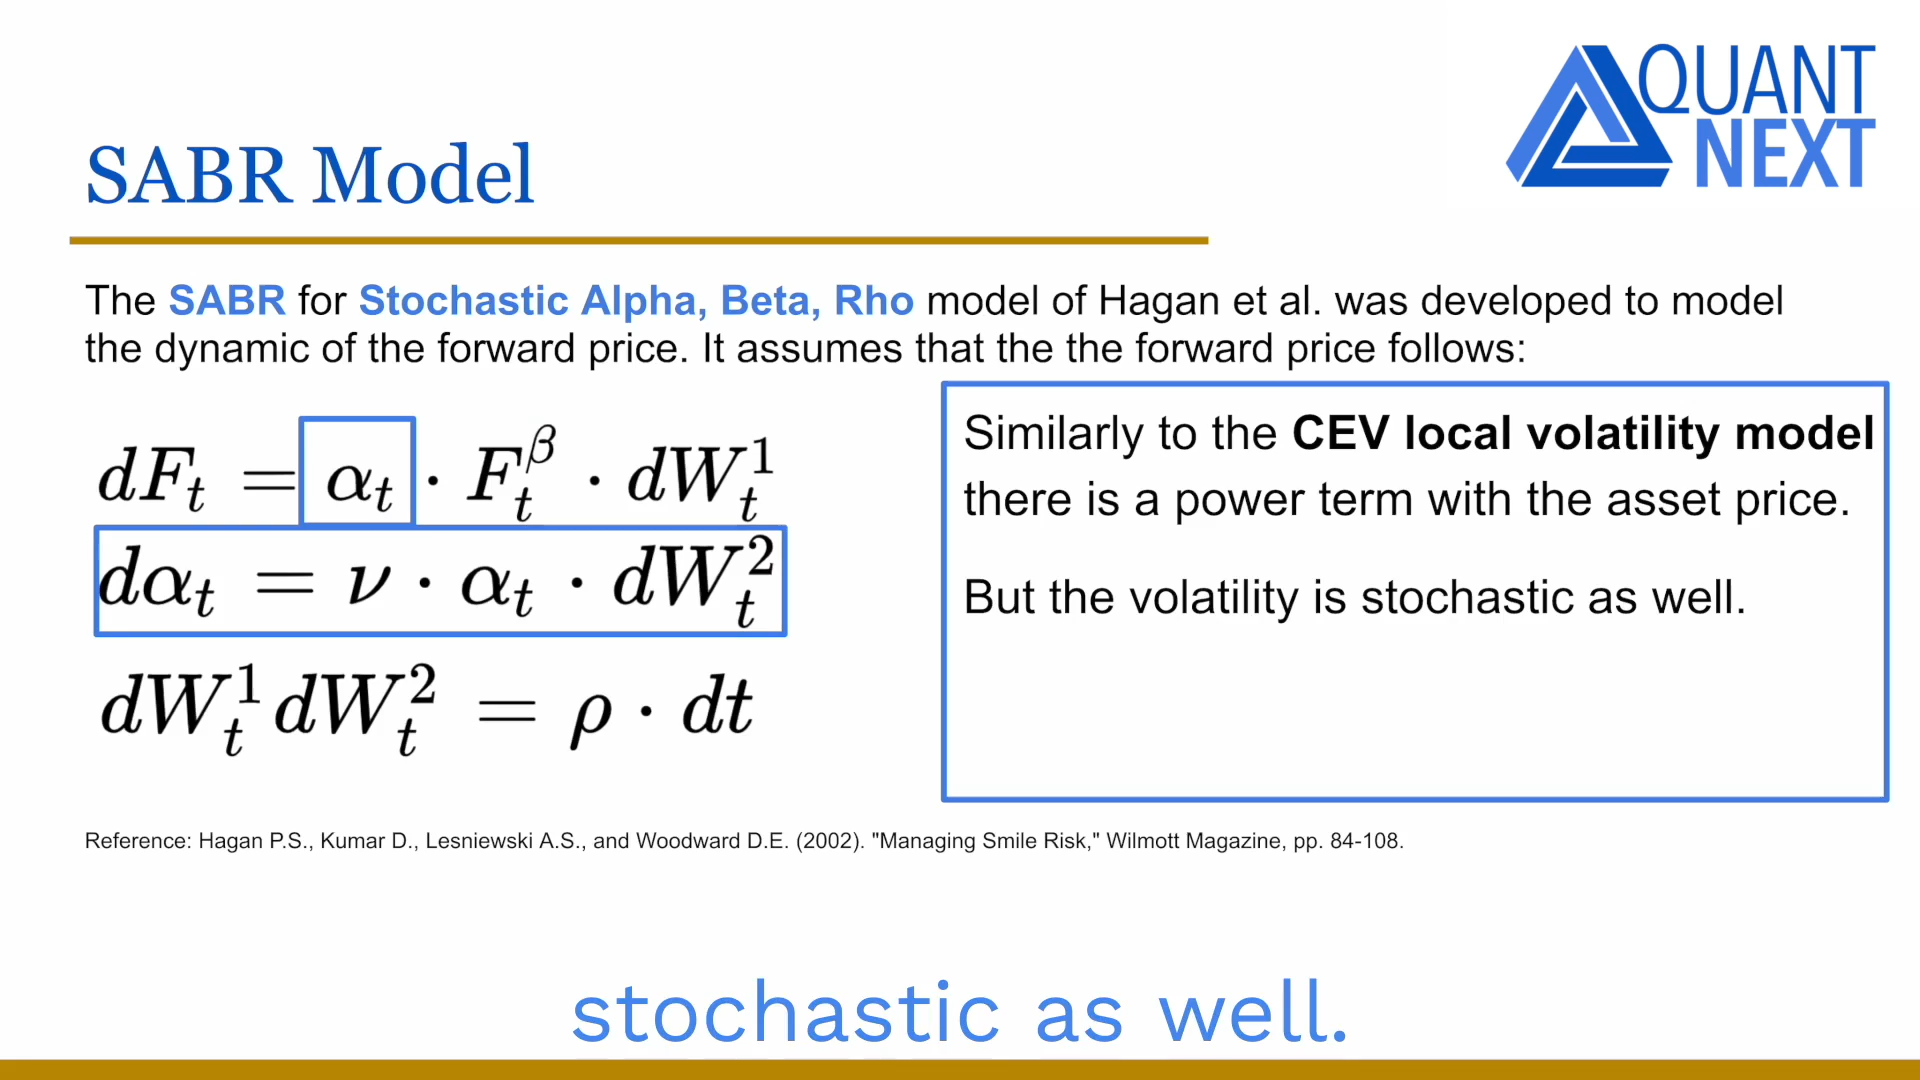 QUANT
NEXT
SABR Model
The SABR for Stochastic Alpha, Beta, Rho model of Hagan et al. was developed to model
the dynamic of the forward price. It assumes that the the forward price follows:
dF_t = α_t · F_t^β · dW_t^1
dα_t = ν · α_t · dW_t^2
dW_t^1 dW_t^2 = ρ · dt
Similarly to the CEV local volatility model
there is a power term with the asset price.
But the volatility is stochastic as well.
Reference: Hagan P.S., Kumar D., Lesniewski A.S., and Woodward D.E. (2002). "Managing Smile Risk," Wilmott Magazine, pp. 84-108.
stochastic as well.